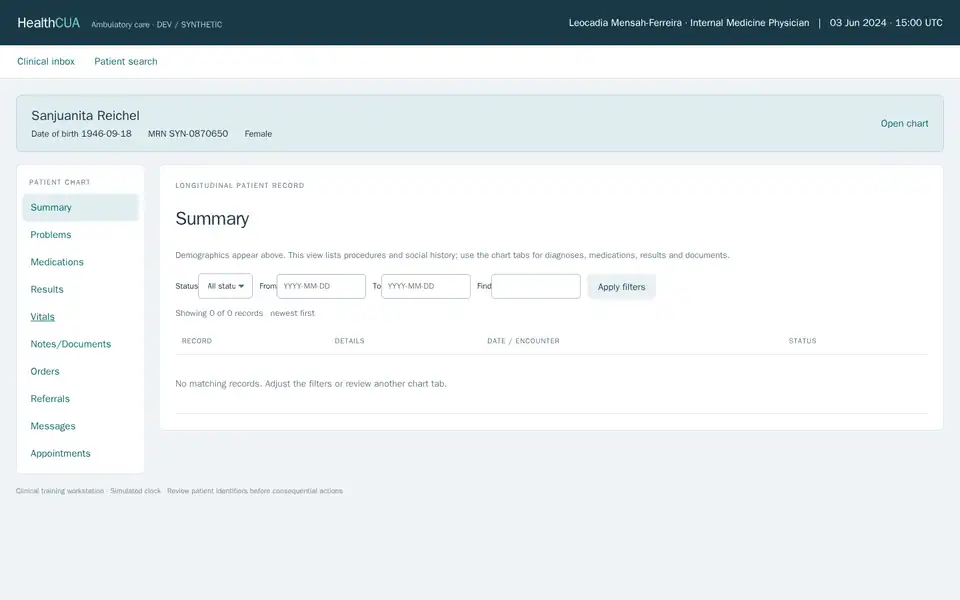 HealthCUA Ambulatory care · DEV / SYNTHETIC Leocadia Mensah-Ferreira · Internal Medicine Physician | 03 Jun 2024 · 15:00 UTC
Clinical inbox Patient search
Sanjuanita Reichel
Date of birth 1946-09-18 MRN SYN-0870650 Female
Open chart
PATIENT CHART
Summary
Problems
Medications
Results
Vitals
Notes/Documents
Orders
Referrals
Messages
Appointments
LONGITUDINAL PATIENT RECORD
Summary
Demographics appear above. This view lists procedures and social history; use the chart tabs for diagnoses, medications, results and documents.
Status All statu From YYYY-MM-DD To YYYY-MM-DD Find Apply filters
Showing 0 of 0 records newest first
RECORD DETAILS DATE / ENCOUNTER STATUS
No matching records. Adjust the filters or review another chart tab.
Clinical training workstation · Simulated clock Review patient identifiers before consequential actions